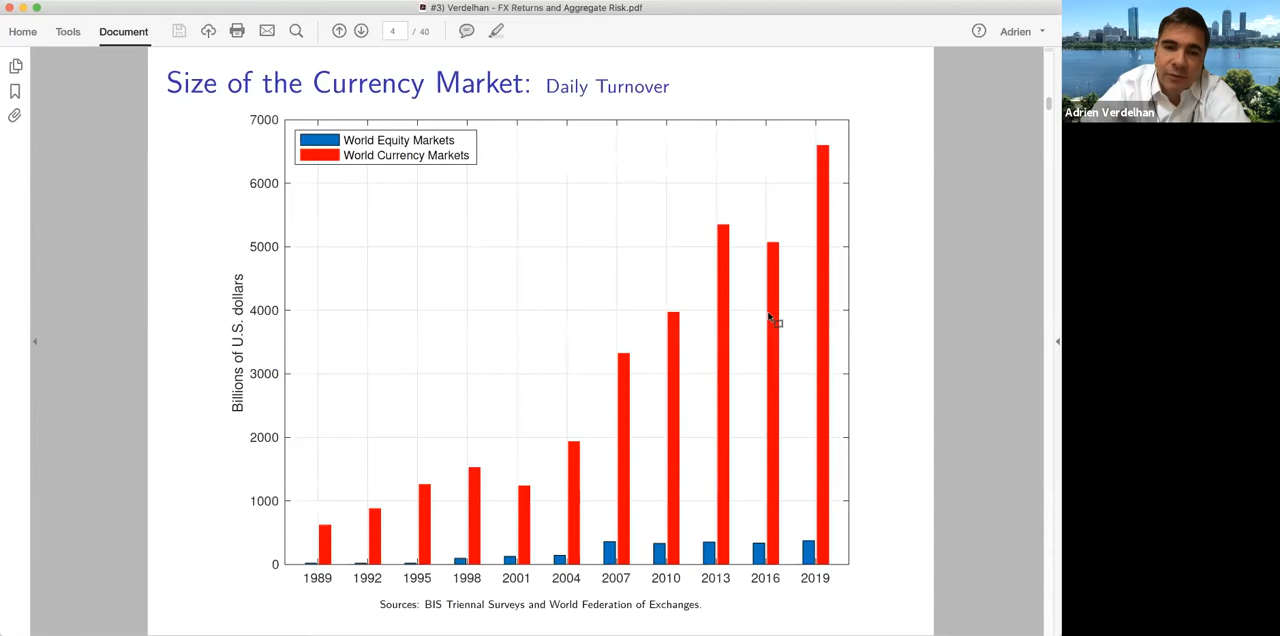 #3) Verdelhan - FX Returns and Aggregate Risk.pdf
Home Tools Document 4 / 40 Adrien
Adrien Verdelhan
Size of the Currency Market: Daily Turnover
World Equity Markets
World Currency Markets
7000
6000
5000
4000
3000
2000
1000
0
Billions of U.S. dollars
1989 1992 1995 1998 2001 2004 2007 2010 2013 2016 2019
Sources: BIS Triennal Surveys and World Federation of Exchanges.